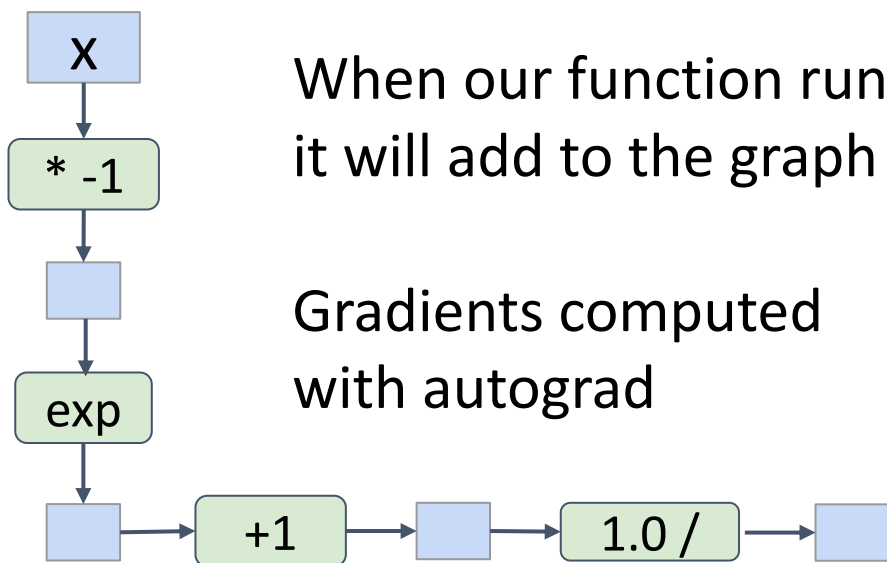 x
When our function run
it will add to the graph
* -1
Gradients computed
with autograd
exp
+1
1.0 /